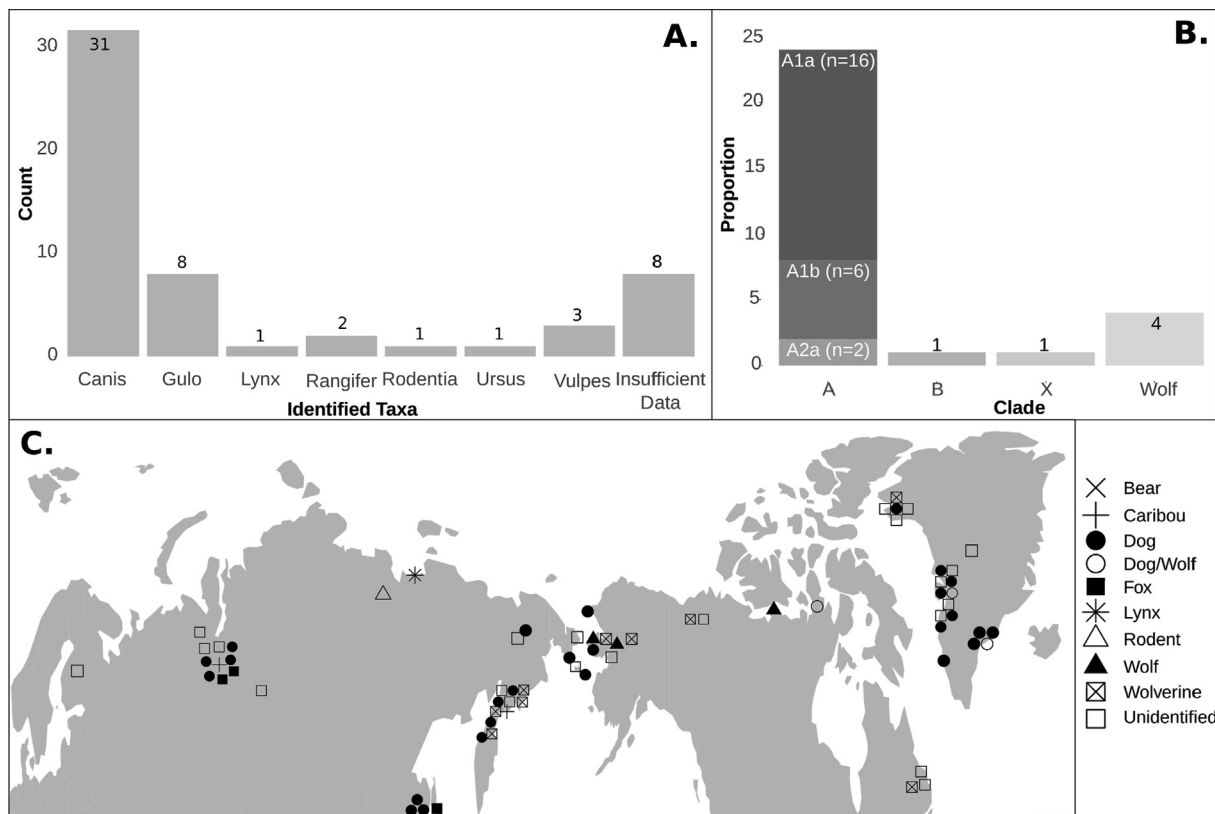 A.
30
20
10
0
Count
31
8
1
2
1
1
3
8
Canis
Gulo
Lynx
Rangifer
Rodentia
Ursus
Vulpes
Insufficient
Data
Identified Taxa
B.
25
20
15
10
5
0
Proportion
A1a (n=16)
A1b (n=6)
A2a (n=2)
1
1
4
A
B
X
Wolf
Clade
C.
Bear
Caribou
Dog
Dog/Wolf
Fox
Lynx
Rodent
Wolf
Wolverine
Unidentified